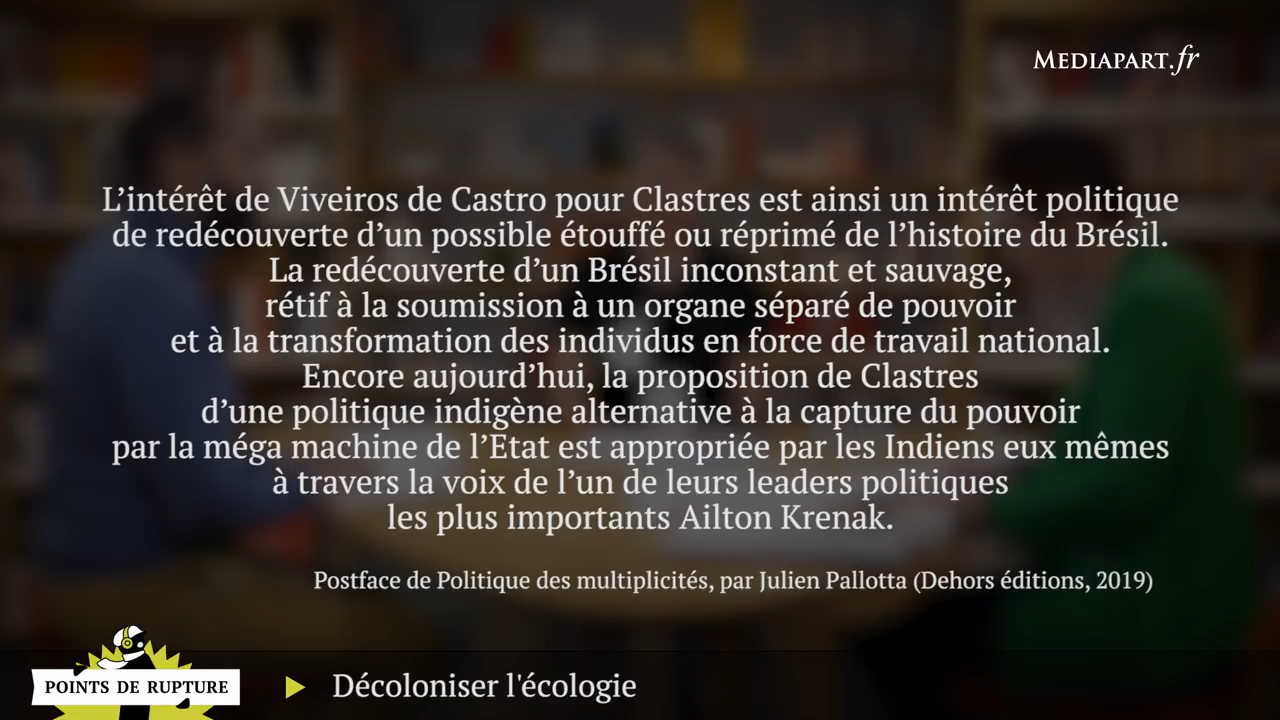 MEDIAPART.fr
L’intérêt de Viveiros de Castro pour Clastres est ainsi un intérêt politique
de redécouverte d’un possible étouffé ou réprimé de l’histoire du Brésil.
La redécouverte d’un Brésil inconstant et sauvage,
rétif à la soumission à un organe séparé de pouvoir
et à la transformation des individus en force de travail national.
Encore aujourd’hui, la proposition de Clastres
d’une politique indigène alternative à la capture du pouvoir
par la méga machine de l’Etat est appropriée par les Indiens eux mêmes
à travers la voix de l’un de leurs leaders politiques
les plus importants Ailton Krenak.
Postface de Politique des multiplicités, par Julien Pallotta (Dehors éditions, 2019)
POINTS DE RUPTURE
Décoloniser l'écologie